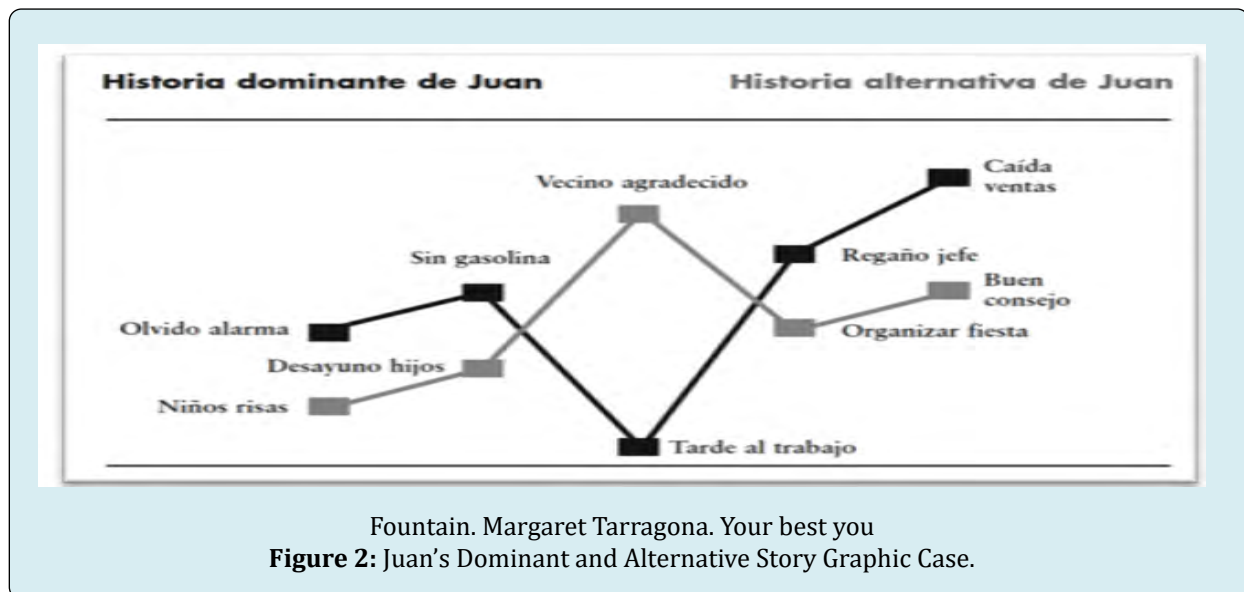 Historia dominante de Juan
Historia alternativa de Juan
Caída
ventas
Vecino agradecido
Sin gasolina
Regaño jefe
Buen
consejo
Olvido alarma
Organizar fiesta
Desayuno hijos
Niños risas
Tarde al trabajo
Fountain. Margaret Tarragona. Your best you
Figure 2: Juan's Dominant and Alternative Story Graphic Case.